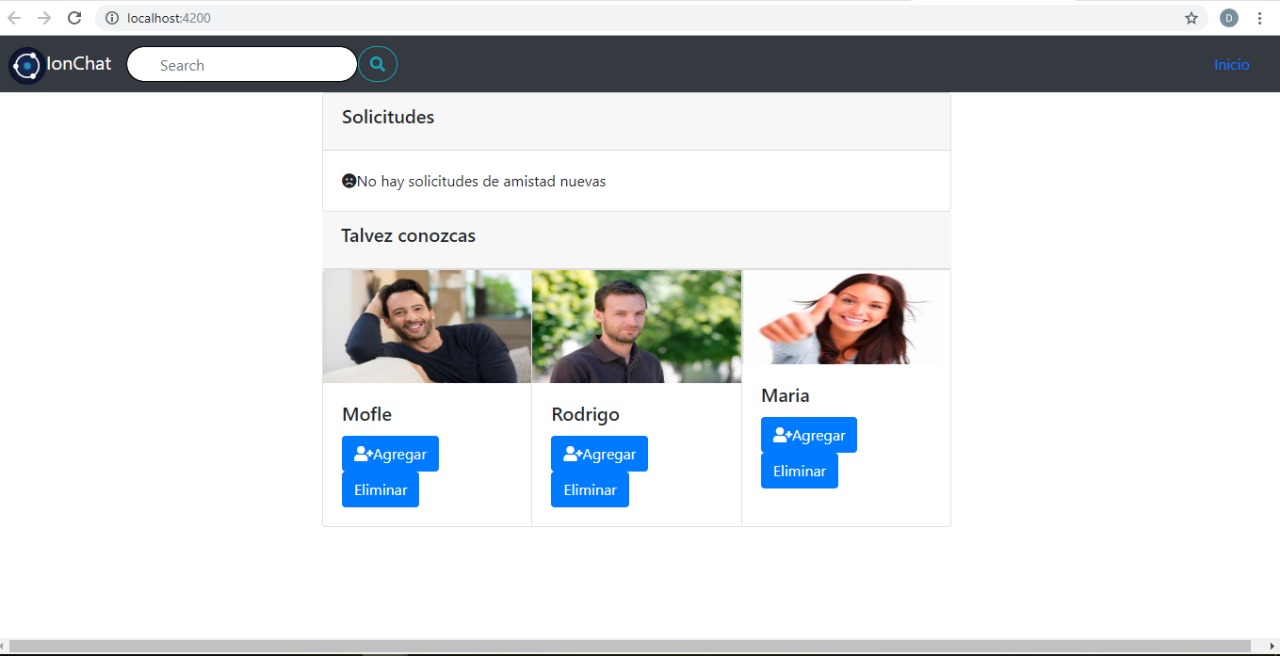 localhost:4200
D
IonChat
Search
Inicio
Solicitudes
No hay solicitudes de amistad nuevas
Talvez conozcas
Mofle
Agregar
Eliminar
Rodrigo
Agregar
Eliminar
Maria
Agregar
Eliminar